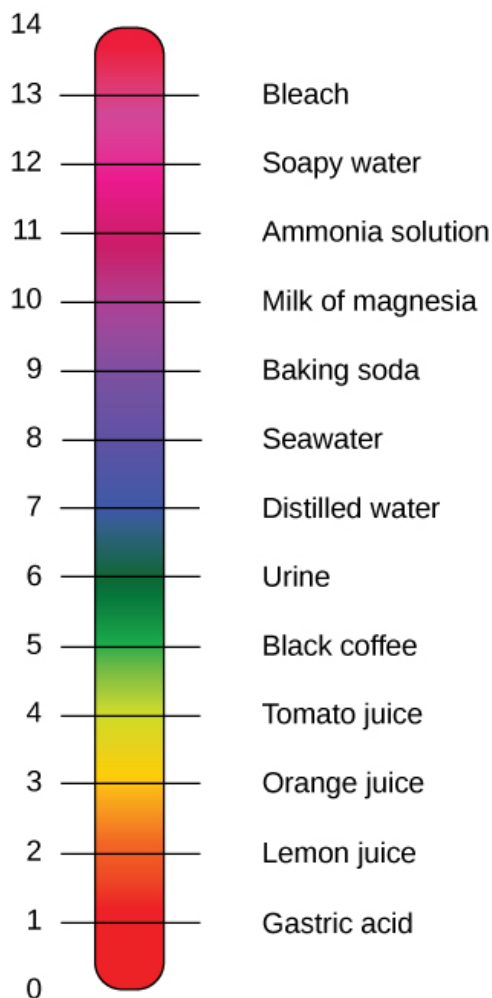 14
13 Bleach
12 Soapy water
11 Ammonia solution
10 Milk of magnesia
9 Baking soda
8 Seawater
7 Distilled water
6 Urine
5 Black coffee
4 Tomato juice
3 Orange juice
2 Lemon juice
1 Gastric acid
0